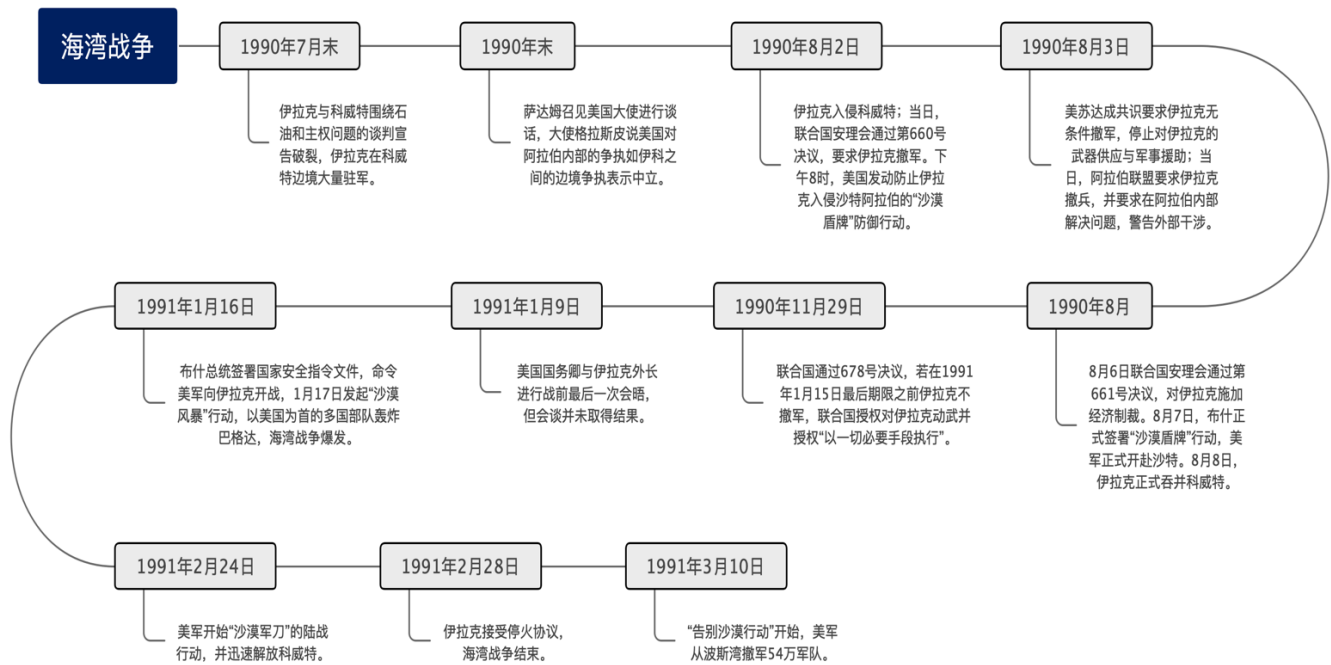 海湾战争
1990年7月末
伊拉克与科威特围绕石
油和主权问题的谈判宣
告破裂，伊拉克在科威
特边境大量驻军。
1990年末
萨达姆召见美国大使进行谈
话，大使格拉斯皮说美国对
阿拉伯内部的争执如伊科之
间的边境争执表示中立。
1990年8月2日
伊拉克入侵科威特；当日，
联合国安理会通过第660号
决议，要求伊拉克撤军。下
午8时，美国发动防止伊拉
克入侵沙特阿拉伯的“沙漠
盾牌”防御行动。
1990年8月3日
美苏达成共识要求伊拉克无
条件撤军，停止对伊拉克的
武器供应与军事援助；当
日，阿拉伯联盟要求伊拉克
撤兵，并要求在阿拉伯内部
解决问题，警告外部干涉。
1990年8月
8月6日联合国安理会通过第
661号决议，对伊拉克施加
经济制裁。8月7日，布什正
式签署“沙漠盾牌”行动，美
军正式开赴沙特。8月8日，
伊拉克正式吞并科威特。
1990年11月29日
联合国通过678号决议，若在1991
年1月15日最后期限之前伊拉克不
撤军，联合国授权对伊拉克动武并
授权“以一切必要手段执行”。
1991年1月9日
美国国务卿与伊拉克外长
进行战前最后一次会晤，
但会谈并未取得结果。
1991年1月16日
布什总统签署国家安全指令文件，命令
美军向伊拉克开战，1月17日发起“沙漠
风暴”行动，以美国为首的多国部队轰炸
巴格达，海湾战争爆发。
1991年2月24日
美军开始“沙漠军刀”的陆战
行动，并迅速解放科威特。
1991年2月28日
伊拉克接受停火协议，
海湾战争结束。
1991年3月10日
“告别沙漠行动”开始，美军
从波斯湾撤军54万军队。